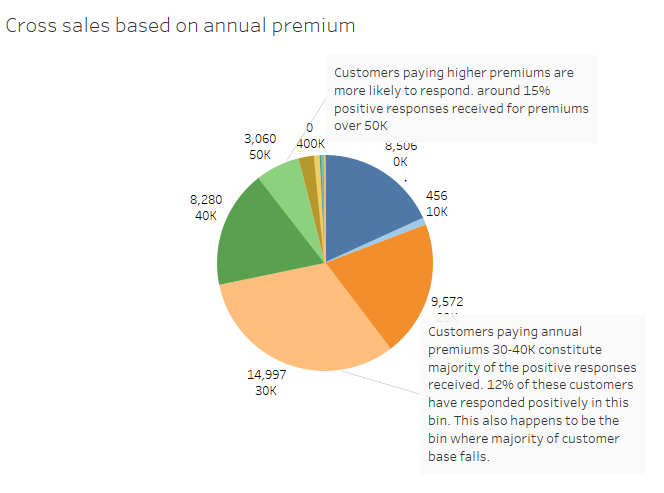 Cross sales based on annual premium
Customers paying higher premiums are
more likely to respond. around 15%
positive responses received for premiums
over 50K
0
400K
3,060
50K
8,506
0K
8,280
40K
456
10K
9,572
20K
Customers paying annual
premiums 30-40K constitute
majority of the positive responses
received. 12% of these customers
have responded positively in this
bin. This also happens to be the
bin where majority of customer
base falls.
14,997
30K